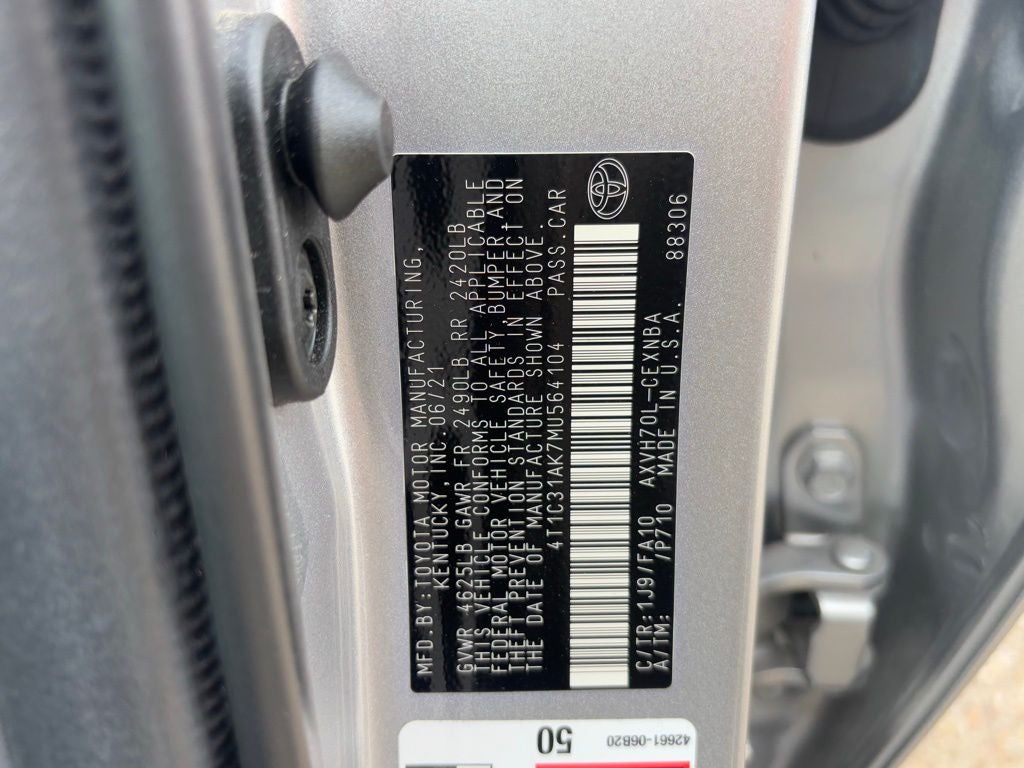 MFD.BY:TOYOTA MOTOR MANUFACTURING,
KENTUCKY, INC. 06/21
GVWR 4625LB GAWR FR 2490LB RR 2420LB
THIS VEHICLE CONFORMS TO ALL APPLICABLE
FEDERAL MOTOR VEHICLE SAFETY, BUMPER, AND
THEFT PREVENTION STANDARDS IN EFFECT ON
THE DATE OF MANUFACTURE SHOWN ABOVE.
4T1C31AK7MU564104 PASS.CAR
C/TR:1J9/FA10 AXVH70L-CEXNBA
A/TM: /P710 MADE IN U.S.A. 88306
50
42661-06B20